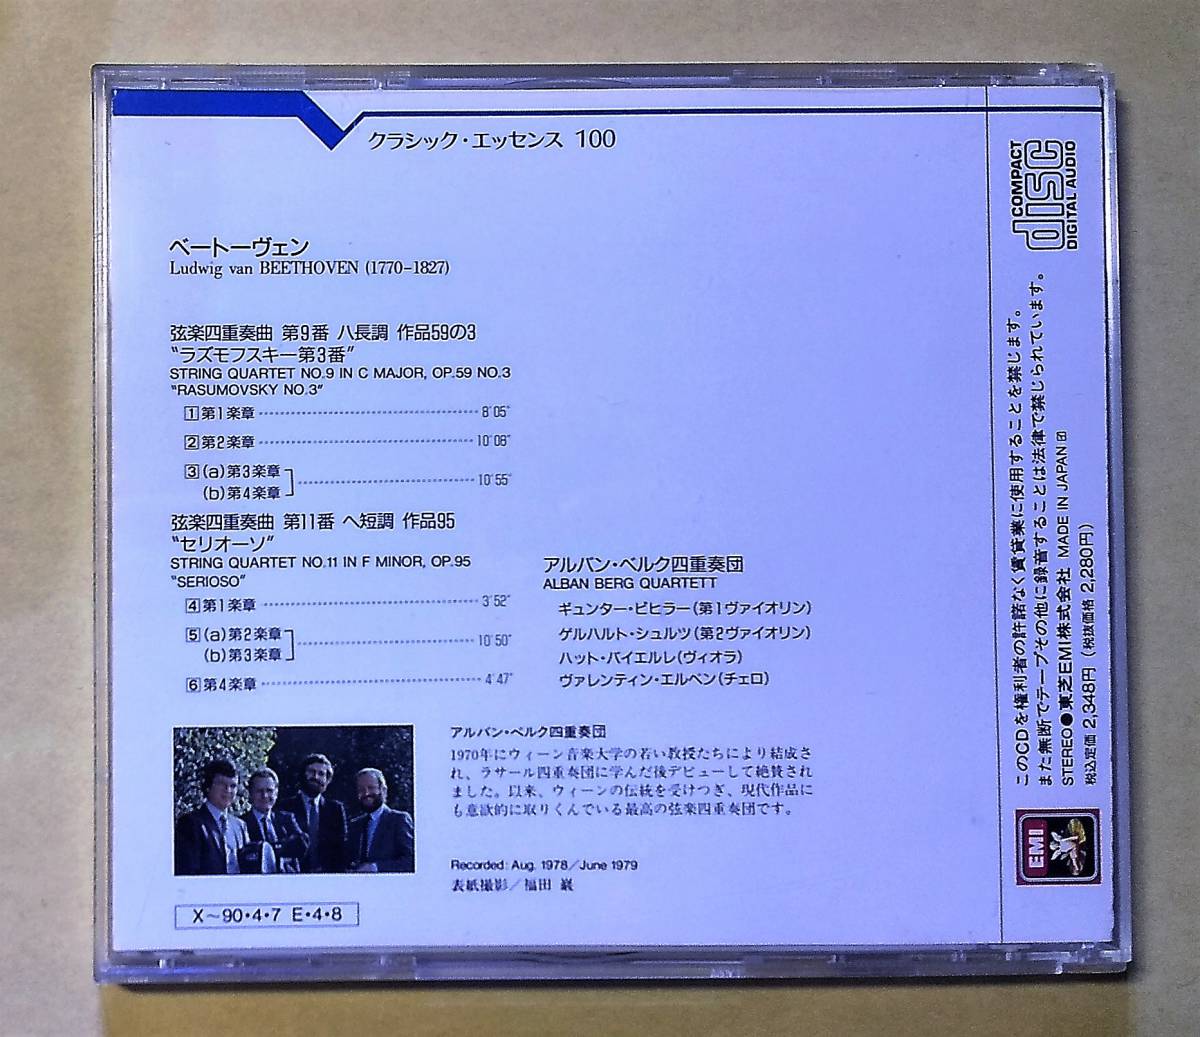 クラシック・エッセンス 100
ベートーヴェン
Ludwig van BEETHOVEN (1770-1827)
弦楽四重奏曲 第9番 ハ長調 作品59の3
"ラズモフスキー第3番"
STRING QUARTET NO.9 IN C MAJOR, OP.59 NO.3
"RASUMOVSKY NO.3"
1 第1楽章 8'05"
2 第2楽章 10'08"
3 (a)第3楽章
(b)第4楽章 10'55"
弦楽四重奏曲 第11番 ヘ短調 作品95
"セリオーソ"
STRING QUARTET NO.11 IN F MINOR, OP.95
"SERIOSO"
4 第1楽章 3'52"
5 (a)第2楽章
(b)第3楽章 10'50"
6 第4楽章 4'47"
アルバン・ベルク四重奏団
ALBAN BERG QUARTETT
ギュンター・ピヒラー(第1ヴァイオリン)
ゲルハルト・シュルツ(第2ヴァイオリン)
ハット・バイエルレ(ヴィオラ)
ヴァレンティン・エルベン(チェロ)
アルバン・ベルク四重奏団
1970年にウィーン音楽大学の若い教授たちにより結成さ
れ、ラサール四重奏団に学んだ後デビューして絶賛され
ました。以来、ウィーンの伝統を受けつぎ、現代作品に
も意欲的に取りくんでいる最高の弦楽四重奏団です。
Recorded: Aug. 1978/June 1979
表紙撮影/福田 巌
X〜90・4・7 E・4・8
COMPACT
disc
DIGITAL AUDIO
このCDを権利者の許諾なく賃貸業に使用することを禁じます。
また無断でテープその他に録音することは法律で禁じられています。
STEREO●東芝EMI株式会社 MADE IN JAPAN
税込定価 2,348円 (税抜価格 2,280円)
EMI